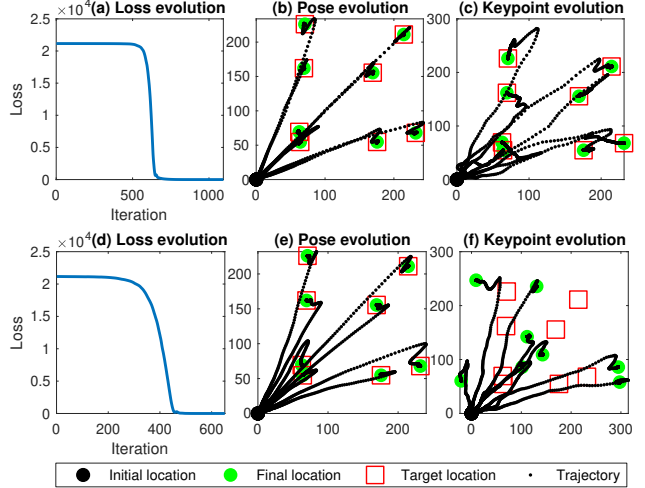 (a) Loss evolution
×10^4
Loss
2.5
2
1.5
1
0.5
0
0 500 1000
Iteration
(b) Pose evolution
200
150
100
50
0
0 100 200
(c) Keypoint evolution
300
200
100
0
0 100 200
(d) Loss evolution
×10^4
Loss
2.5
2
1.5
1
0.5
0
0 200 400 600
Iteration
(e) Pose evolution
200
150
100
50
0
0 100 200
(f) Keypoint evolution
300
200
100
0
0 100 200 300
Initial location Final location Target location Trajectory